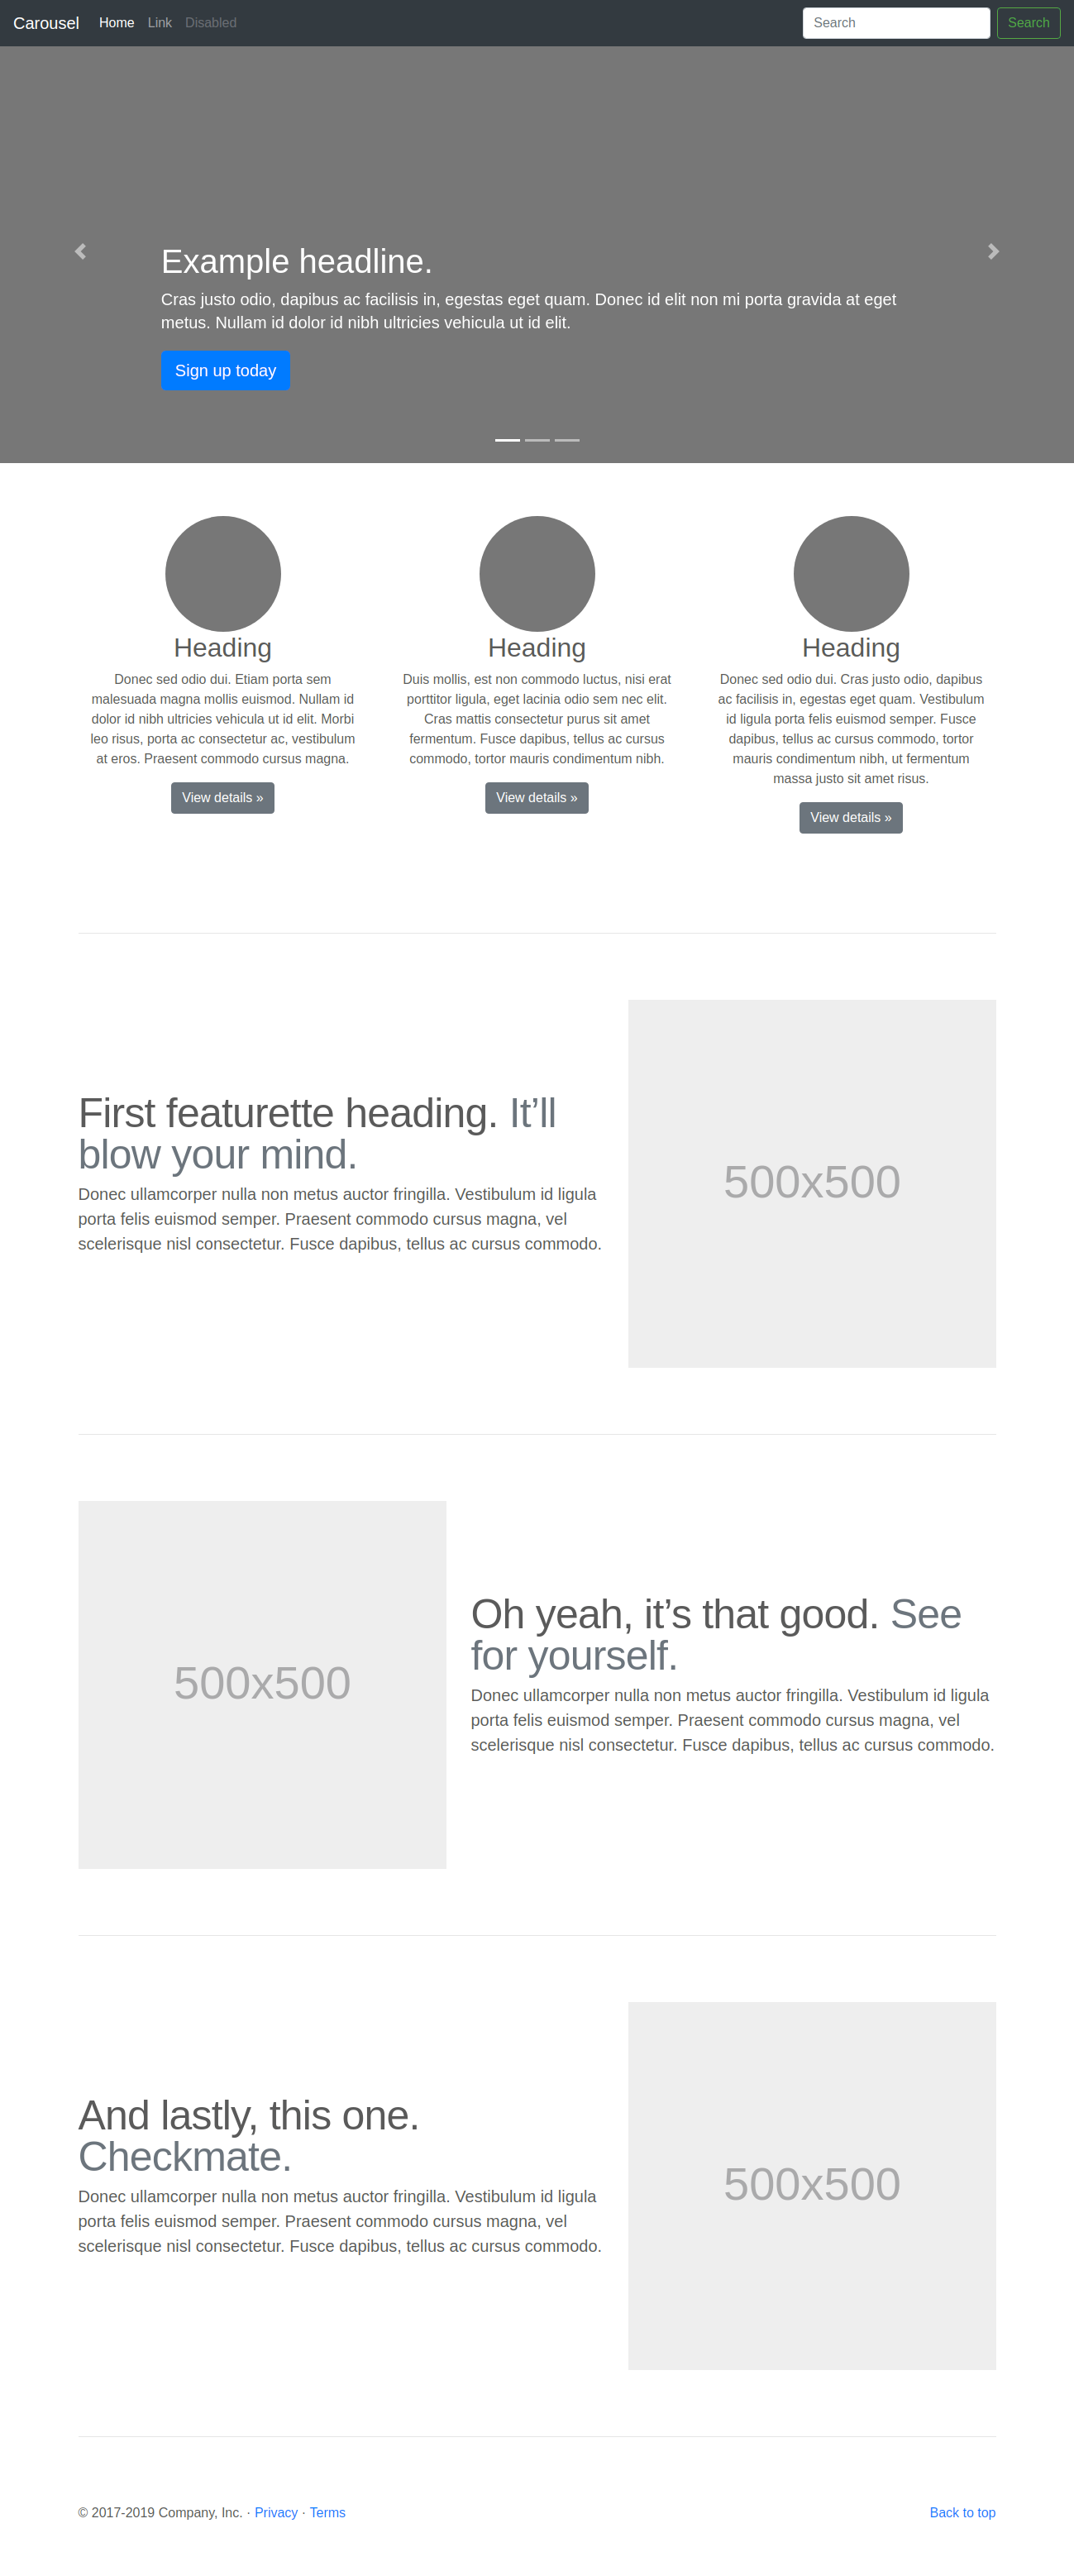 Carousel Home Link Disabled Search Search
Example headline.
Cras justo odio, dapibus ac facilisis in, egestas eget quam. Donec id elit non mi porta gravida at eget
metus. Nullam id dolor id nibh ultricies vehicula ut id elit.
Sign up today
Heading
Donec sed odio dui. Etiam porta sem
malesuada magna mollis euismod. Nullam id
dolor id nibh ultricies vehicula ut id elit. Morbi
leo risus, porta ac consectetur ac, vestibulum
at eros. Praesent commodo cursus magna.
View details »
Heading
Duis mollis, est non commodo luctus, nisi erat
porttitor ligula, eget lacinia odio sem nec elit.
Cras mattis consectetur purus sit amet
fermentum. Fusce dapibus, tellus ac cursus
commodo, tortor mauris condimentum nibh.
View details »
Heading
Donec sed odio dui. Cras justo odio, dapibus
ac facilisis in, egestas eget quam. Vestibulum
id ligula porta felis euismod semper. Fusce
dapibus, tellus ac cursus commodo, tortor
mauris condimentum nibh, ut fermentum
massa justo sit amet risus.
View details »
First featurette heading. It’ll
blow your mind.
Donec ullamcorper nulla non metus auctor fringilla. Vestibulum id ligula
porta felis euismod semper. Praesent commodo cursus magna, vel
scelerisque nisl consectetur. Fusce dapibus, tellus ac cursus commodo.
500x500
500x500
Oh yeah, it’s that good. See
for yourself.
Donec ullamcorper nulla non metus auctor fringilla. Vestibulum id ligula
porta felis euismod semper. Praesent commodo cursus magna, vel
scelerisque nisl consectetur. Fusce dapibus, tellus ac cursus commodo.
And lastly, this one.
Checkmate.
Donec ullamcorper nulla non metus auctor fringilla. Vestibulum id ligula
porta felis euismod semper. Praesent commodo cursus magna, vel
scelerisque nisl consectetur. Fusce dapibus, tellus ac cursus commodo.
500x500
© 2017-2019 Company, Inc. · Privacy · Terms
Back to top